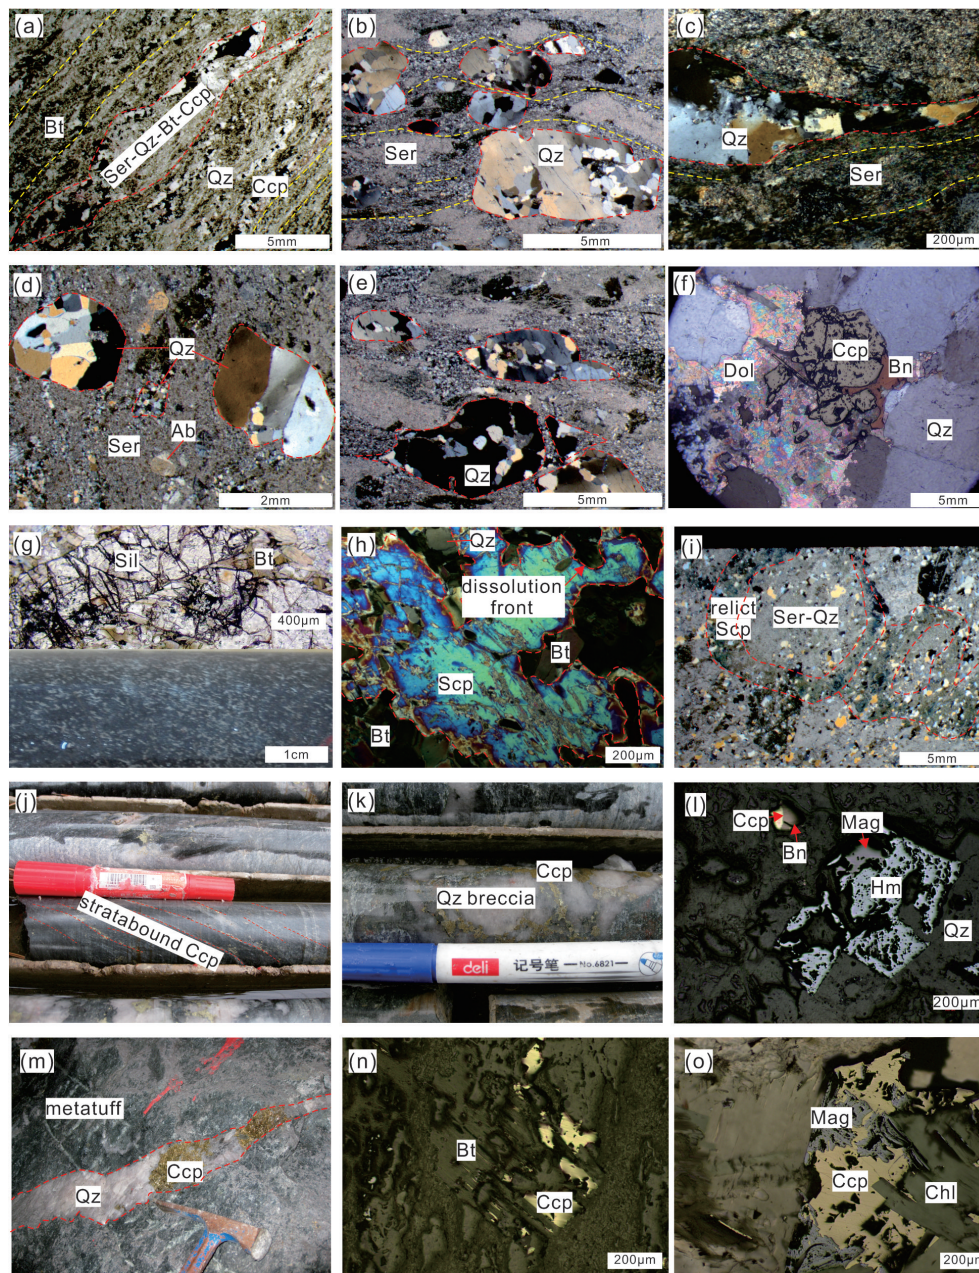 (a)
Bt
Ser-Qz-Bt-Ccp
Qz
Ccp
5mm
(b)
Ser
Qz
5mm
(c)
Qz
Ser
200μm
(d)
Qz
Ser
Ab
2mm
(e)
Qz
5mm
(f)
Ccp
Dol
Bn
Qz
5mm
(g)
Sil
Bt
400μm
1cm
(h)
Qz
dissolution
front
Bt
Scp
Bt
200μm
(i)
relict
Scp
Ser-Qz
5mm
(j)
stratabound Ccp
(k)
Ccp
Qz breccia
deli 记号笔 No.6821
(l)
Ccp
Bn
Mag
Hm
Qz
200μm
(m)
metatuff
Ccp
Qz
(n)
Bt
Ccp
200μm
(o)
Mag
Ccp
Chl
200μm